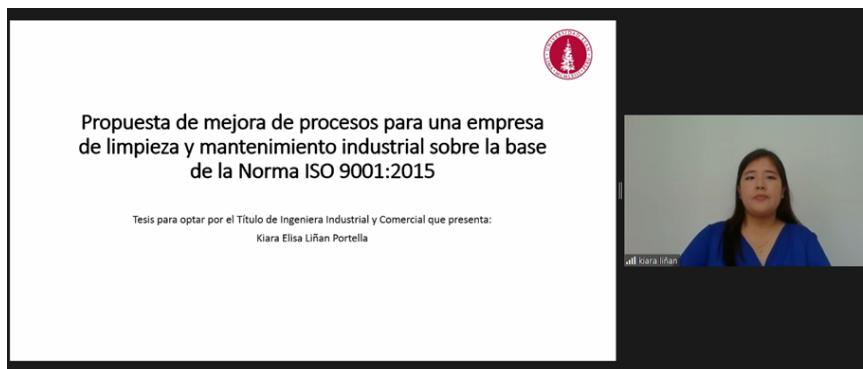 Propuesta de mejora de procesos para una empresa
de limpieza y mantenimiento industrial sobre la base
de la Norma ISO 9001:2015
Tesis para optar por el Título de Ingeniera Industrial y Comercial que presenta:
Kiara Elisa Liñan Portella
kiara liñan